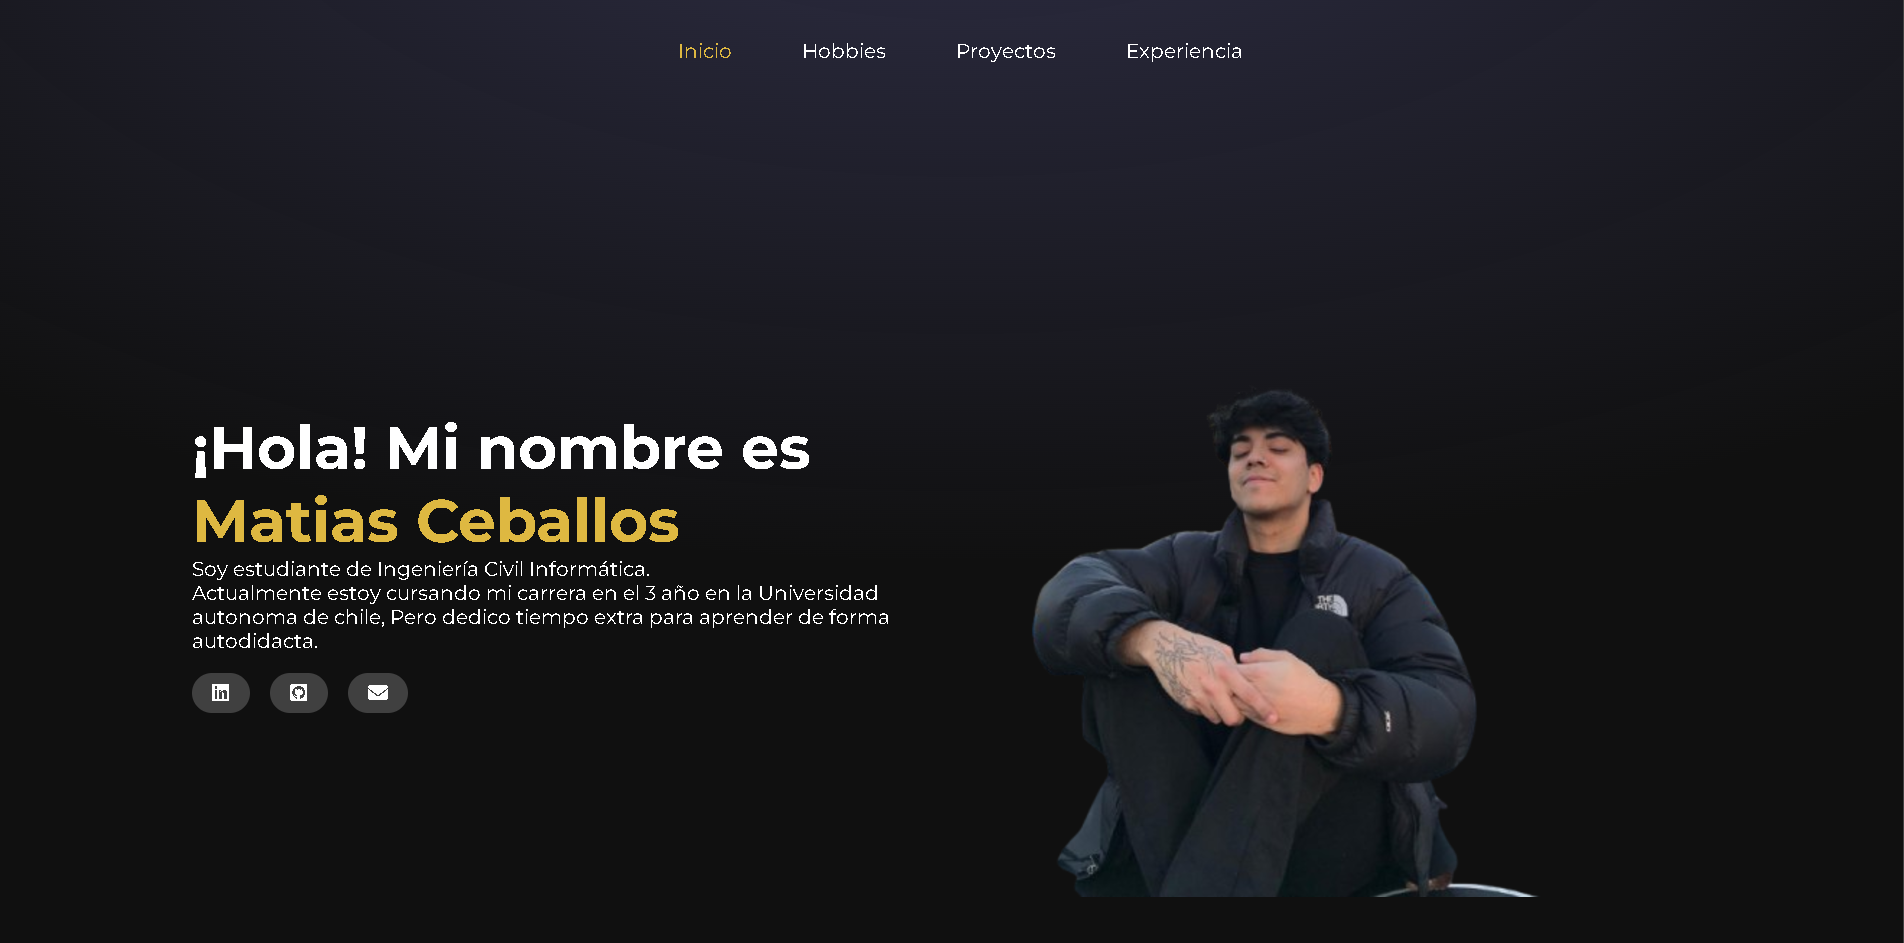 Inicio Hobbies Proyectos Experiencia
¡Hola! Mi nombre es
Matias Ceballos
Soy estudiante de Ingeniería Civil Informática.
Actualmente estoy cursando mi carrera en el 3 año en la Universidad
autonoma de chile, Pero dedico tiempo extra para aprender de forma
autodidacta.
in
THE